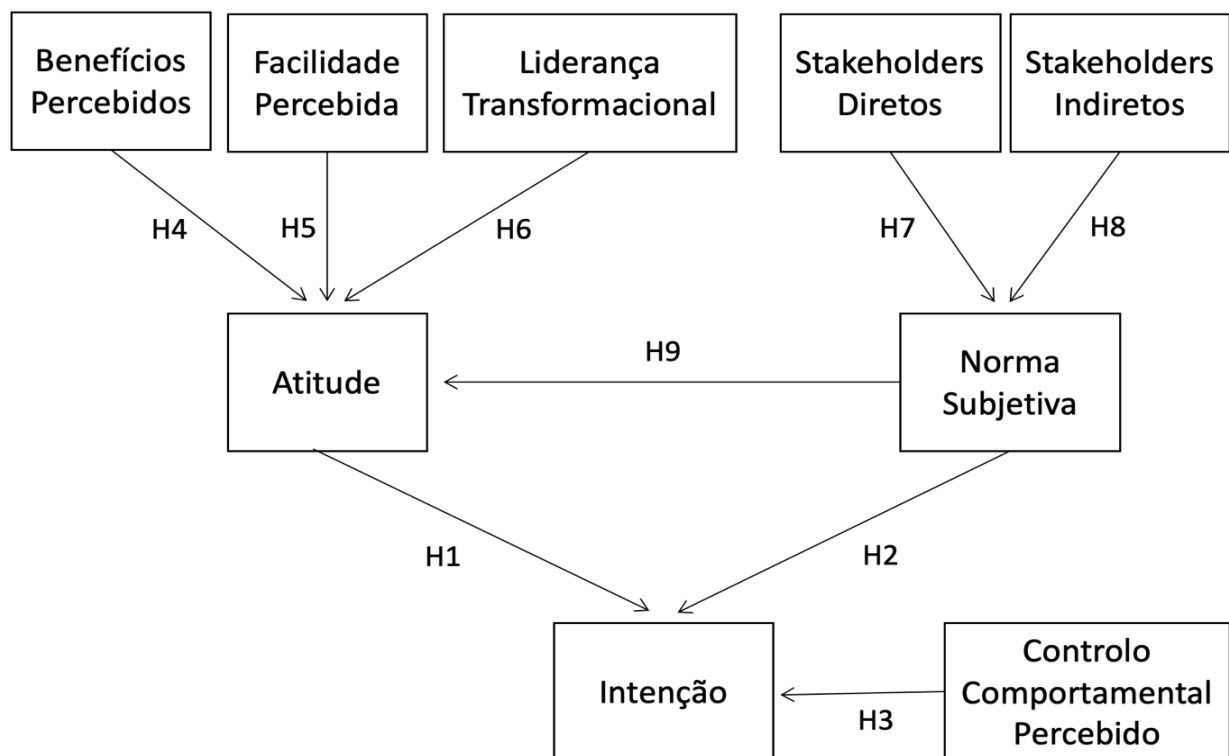 Benefícios
Percebidos
Facilidade
Percebida
Liderança
Transformacional
Stakeholders
Diretos
Stakeholders
Indiretos
H4
H5
H6
H7
H8
Atitude
H9
Norma
Subjetiva
H1
H2
Intenção
H3
Controlo
Comportamental
Percebido